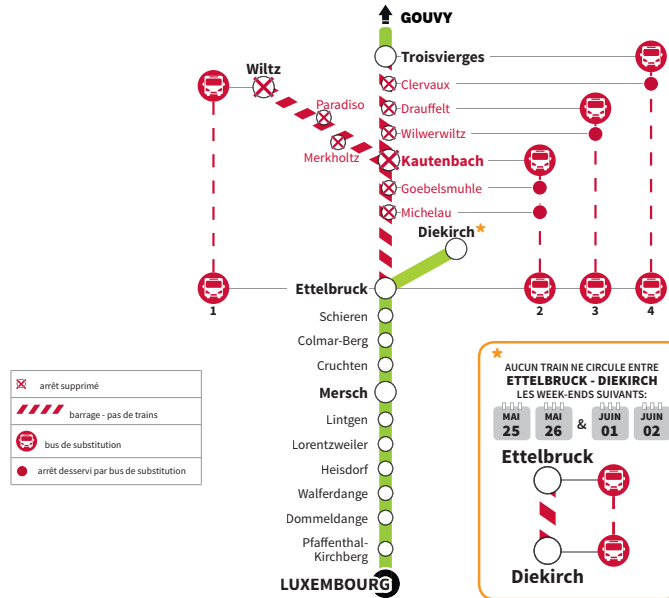 GOUVY
Troisvierges
Wiltz
Clervaux
Paradiso
Drauffelt
Wilwerwiltz
Merkholtz
Kautenbach
Goebelsmuhle
Michelau
Diekirch*
Ettelbruck
1
2
3
4
Schieren
Colmar-Berg
Cruchten
Mersch
Lintgen
Lorentzweiler
Heisdorf
Walferdange
Dommeldange
Pfaffenthal-
Kirchberg
LUXEMBOURG
arrêt supprimé
barrage - pas de trains
bus de substitution
arrêt desservi par bus de substitution
*
AUCUN TRAIN NE CIRCULE ENTRE
ETTELBRUCK - DIEKIRCH
LES WEEK-ENDS SUIVANTS:
MAI 25
MAI 26
&
JUIN 01
JUIN 02
Ettelbruck
Diekirch